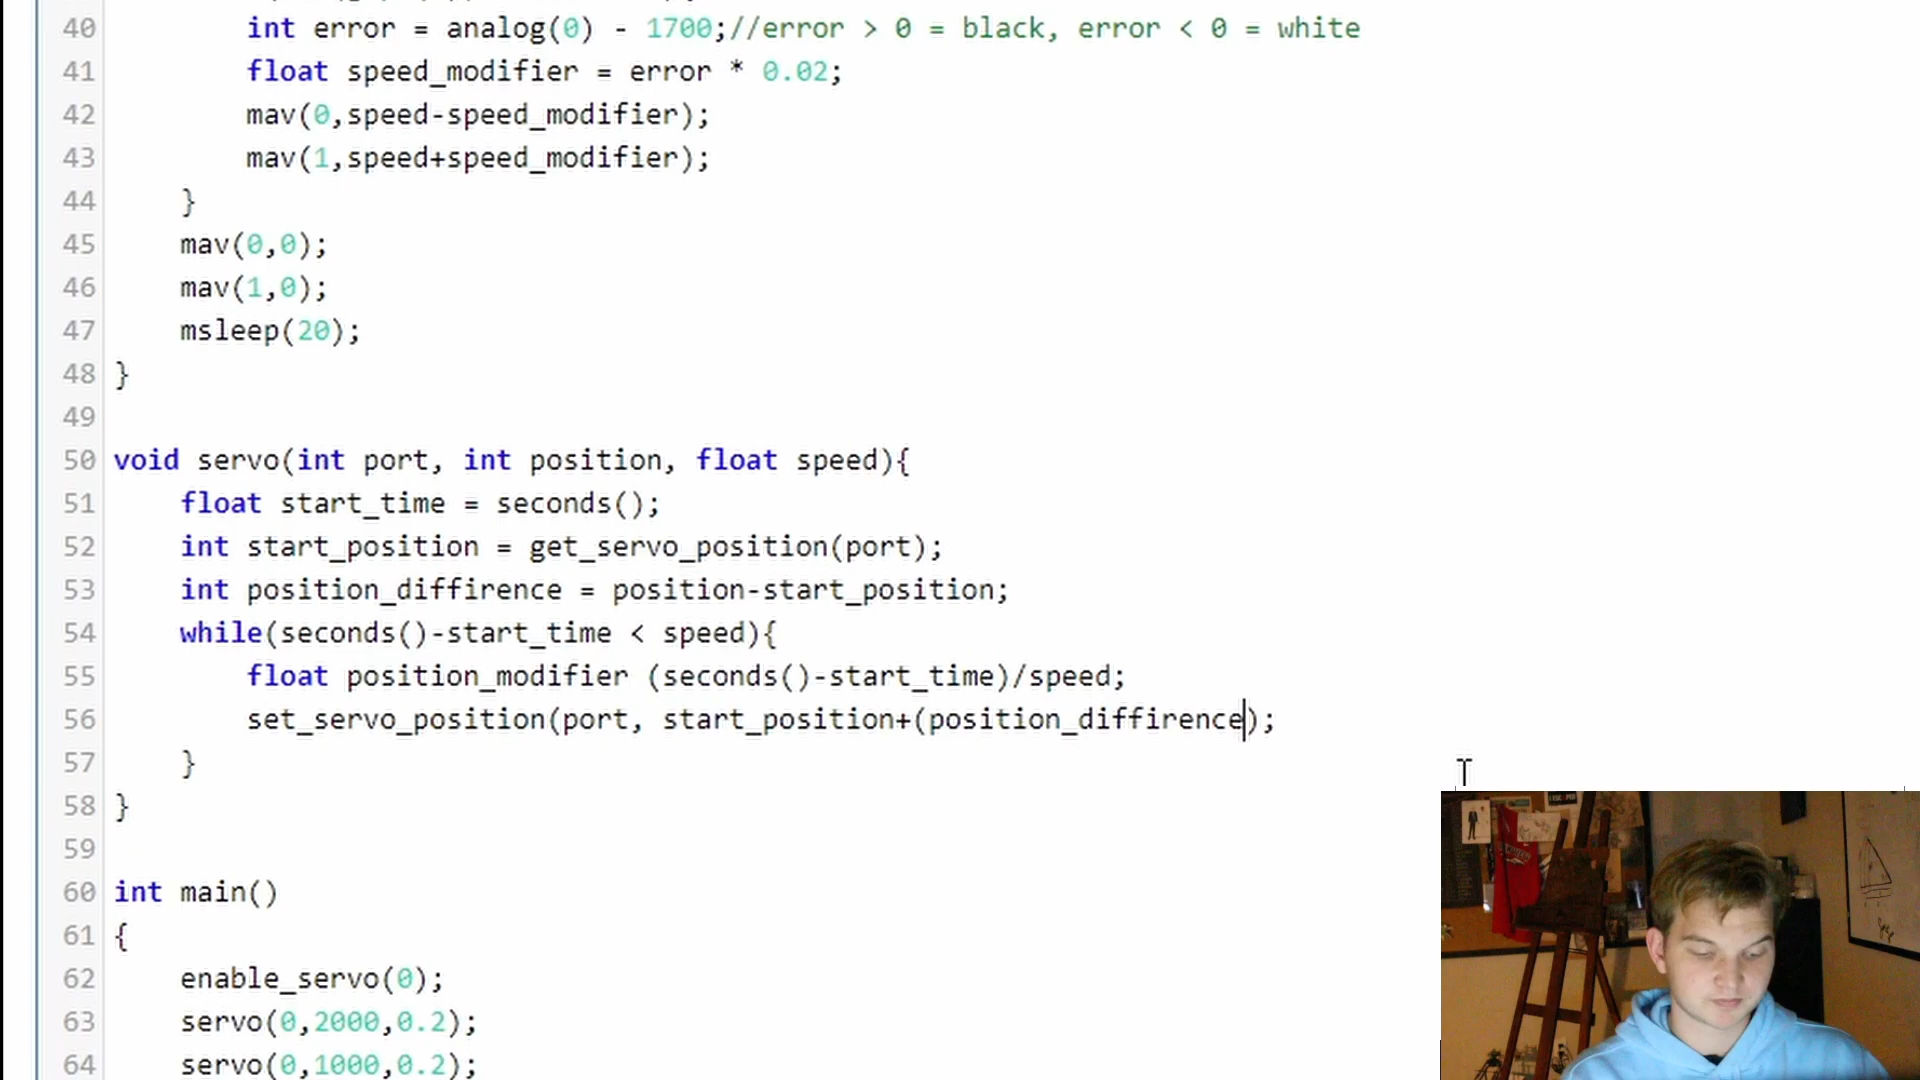 40 int error = analog(0) - 1700;//error > 0 = black, error < 0 = white
41 float speed_modifier = error * 0.02;
42 mav(0,speed-speed_modifier);
43 mav(1,speed+speed_modifier);
44 }
45 mav(0,0);
46 mav(1,0);
47 msleep(20);
48 }
49
50 void servo(int port, int position, float speed){
51 float start_time = seconds();
52 int start_position = get_servo_position(port);
53 int position_diffirence = position-start_position;
54 while(seconds()-start_time < speed){
55 float position_modifier (seconds()-start_time)/speed;
56 set_servo_position(port, start_position+(position_diffirence);
57 }
58 }
59
60 int main()
61 {
62 enable_servo(0);
63 servo(0,2000,0.2);
64 servo(0,1000,0.2);